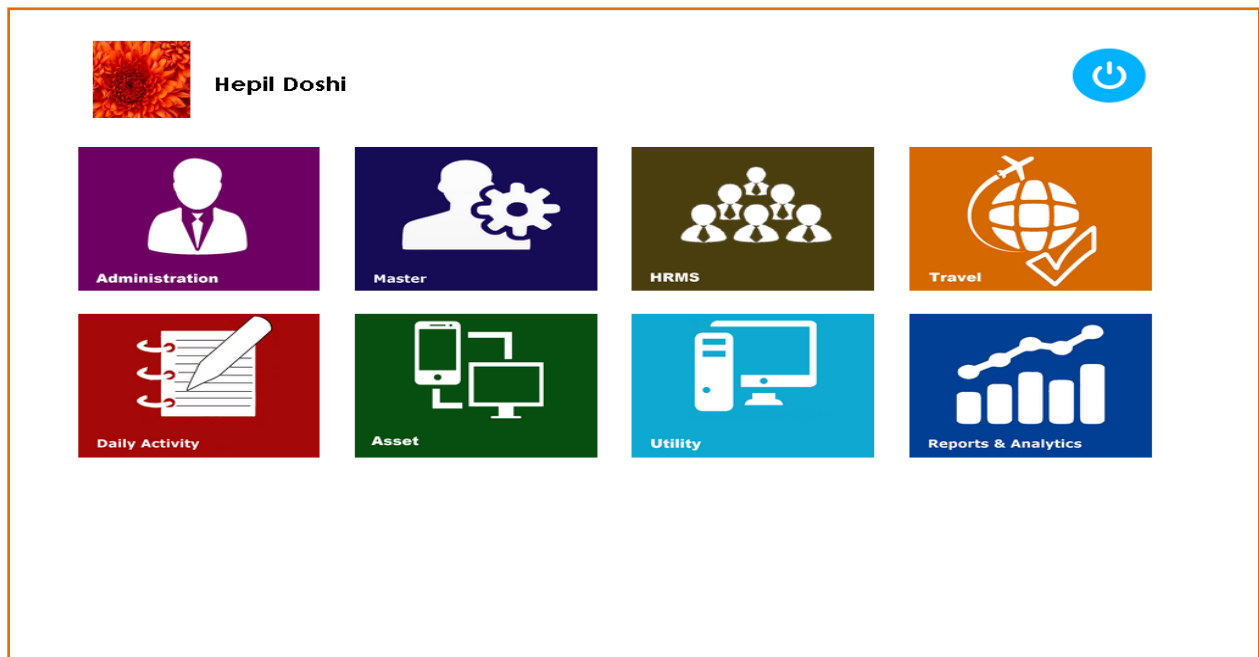 Hepil Doshi
Administration
Master
HRMS
Travel
Daily Activity
Asset
Utility
Reports & Analytics